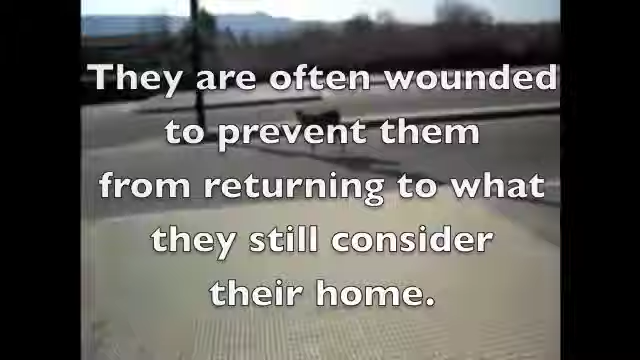 They are often wounded
to prevent them
from returning to what
they still consider
their home.